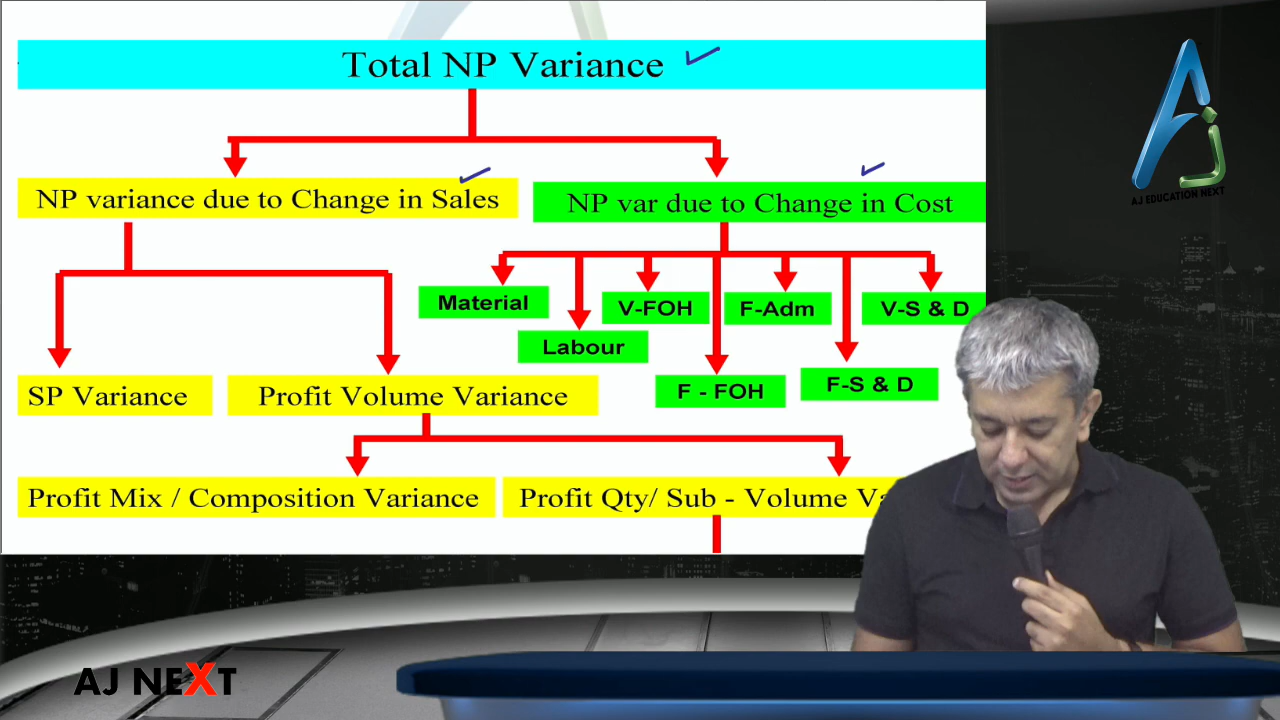 Total NP Variance
NP variance due to Change in Sales
NP var due to Change in Cost
Material
V-FOH
F-Adm
V-S & D
Labour
F - FOH
F-S & D
SP Variance
Profit Volume Variance
Profit Mix / Composition Variance
Profit Qty/ Sub - Volume Va
AJ EDUCATION NEXT
AJ NEXT